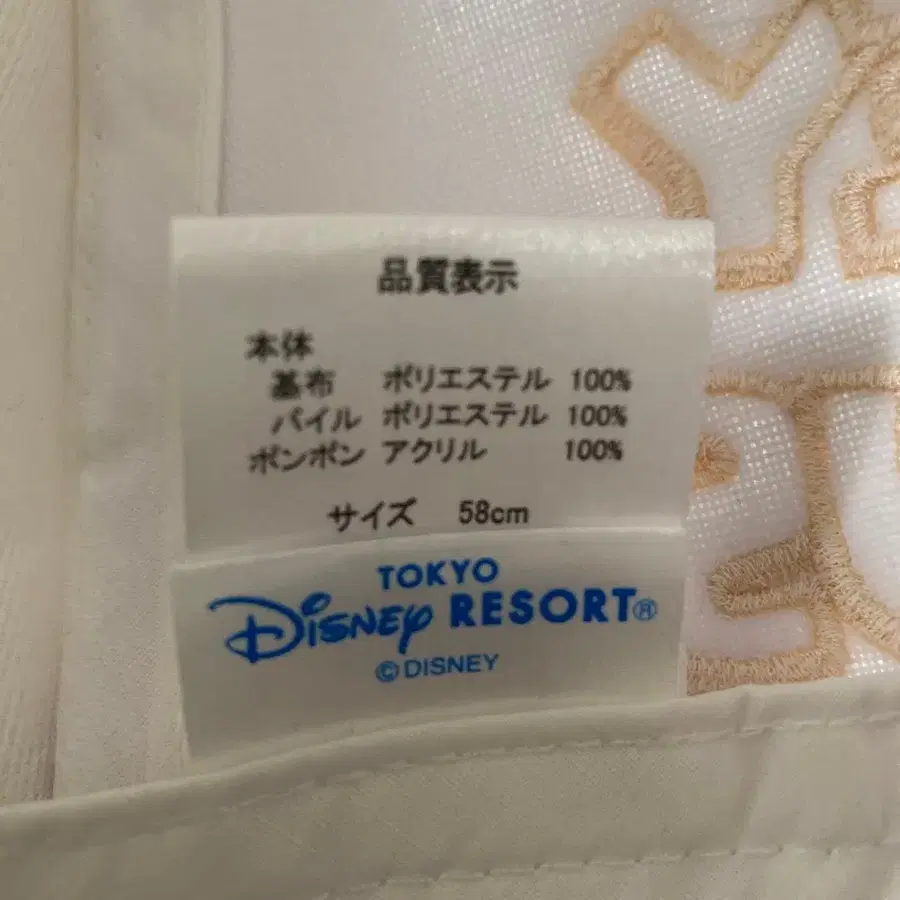 品質表示
本体
基布 ポリエステル 100%
パイル ポリエステル 100%
ポンポン アクリル 100%
サイズ 58cm
TOKYO
Disney RESORT®
©DISNEY